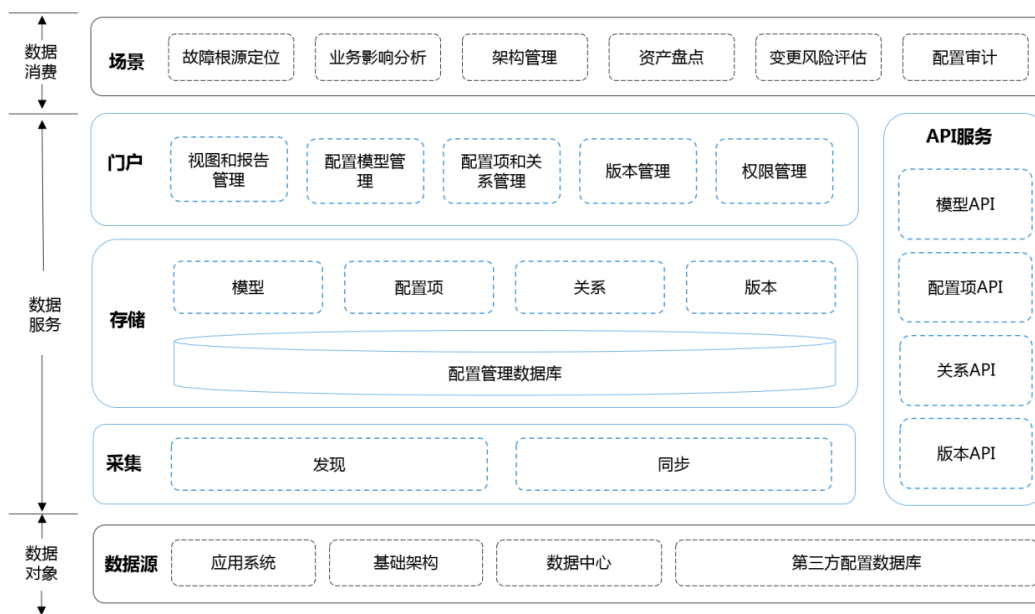 数据
消费
场景
故障根源定位
业务影响分析
架构管理
资产盘点
变更风险评估
配置审计
数据
服务
门户
视图和报告
管理
配置模型管
理
配置项和关
系管理
版本管理
权限管理
存储
模型
配置项
关系
版本
配置管理数据库
采集
发现
同步
API服务
模型API
配置项API
关系API
版本API
数据
对象
数据源
应用系统
基础架构
数据中心
第三方配置数据库